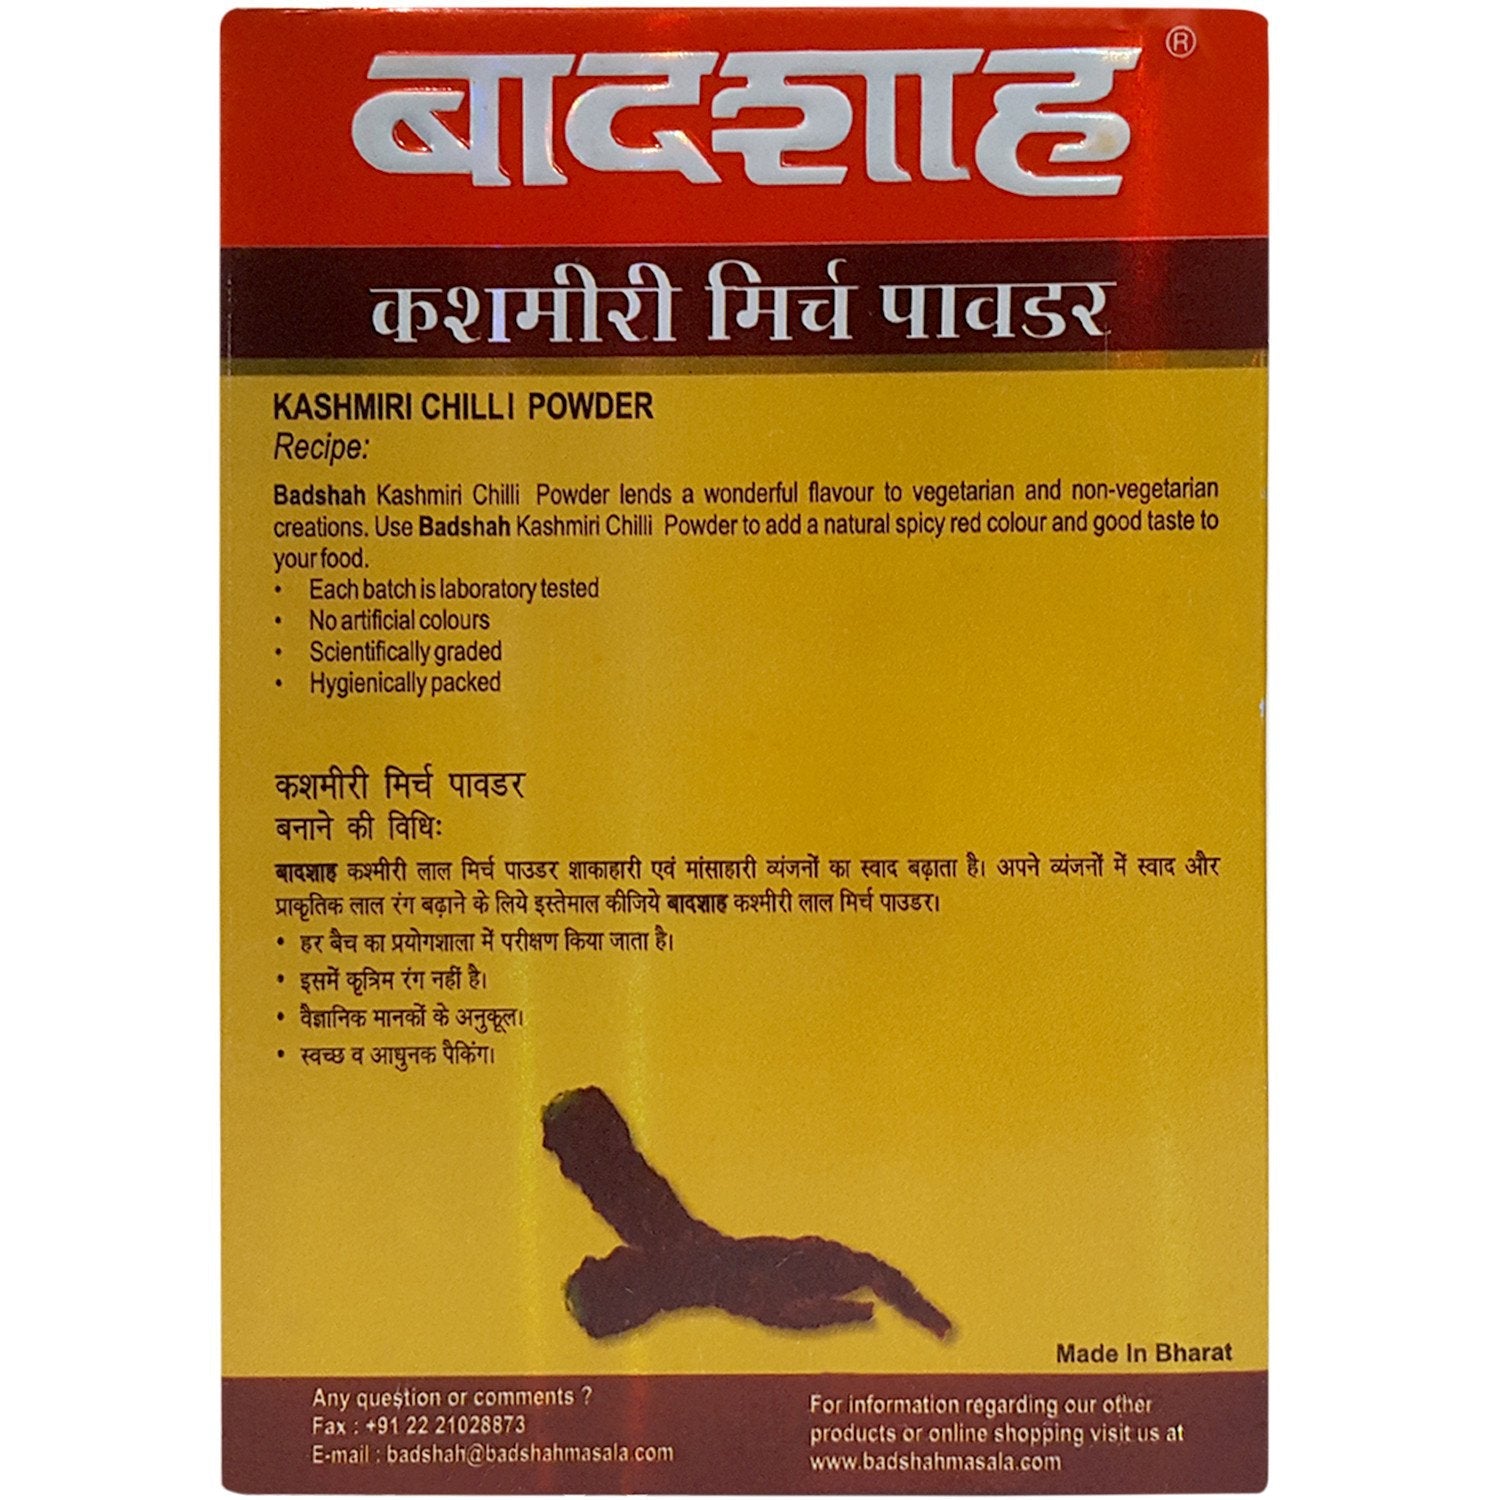 बादशाह ®
कशमीरी मिर्च पावडर
KASHMIRI CHILLI POWDER
Recipe:
Badshah Kashmiri Chilli Powder lends a wonderful flavour to vegetarian and non-vegetarian
creations. Use Badshah Kashmiri Chilli Powder to add a natural spicy red colour and good taste to
your food.
• Each batch is laboratory tested
• No artificial colours
• Scientifically graded
• Hygienically packed
कशमीरी मिर्च पावडर
बनाने की विधिः
बादशाह कश्मीरी लाल मिर्च पाउडर शाकाहारी एवं मांसाहारी व्यंजनों का स्वाद बढ़ाता है। अपने व्यंजनों में स्वाद और
प्राकृतिक लाल रंग बढ़ाने के लिये इस्तेमाल कीजिये बादशाह कश्मीरी लाल मिर्च पाउडर।
• हर बैच का प्रयोगशाला में परीक्षण किया जाता है।
• इसमें कृत्रिम रंग नहीं है।
• वैज्ञानिक मानकों के अनुकूल।
• स्वच्छ व आधुनक पैकिंग।
Made In Bharat
Any question or comments ?
Fax : +91 22 21028873
E-mail : badshah@badshahmasala.com
For information regarding our other
products or online shopping visit us at
www.badshahmasala.com